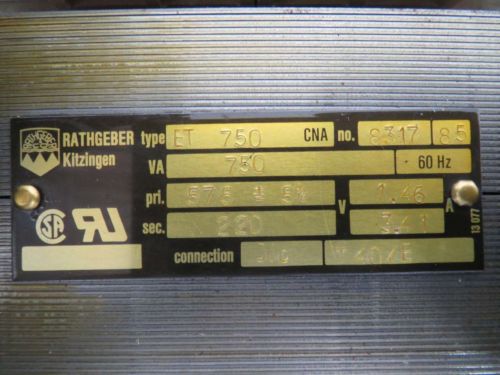 RATHGEBER type ET 750 CNA no. 8317 85
Kitzingen
VA 750 60 Hz
pri. 575 ± 5% V 1.46 A
sec. 220 3.41
connection W 40/E
13 077